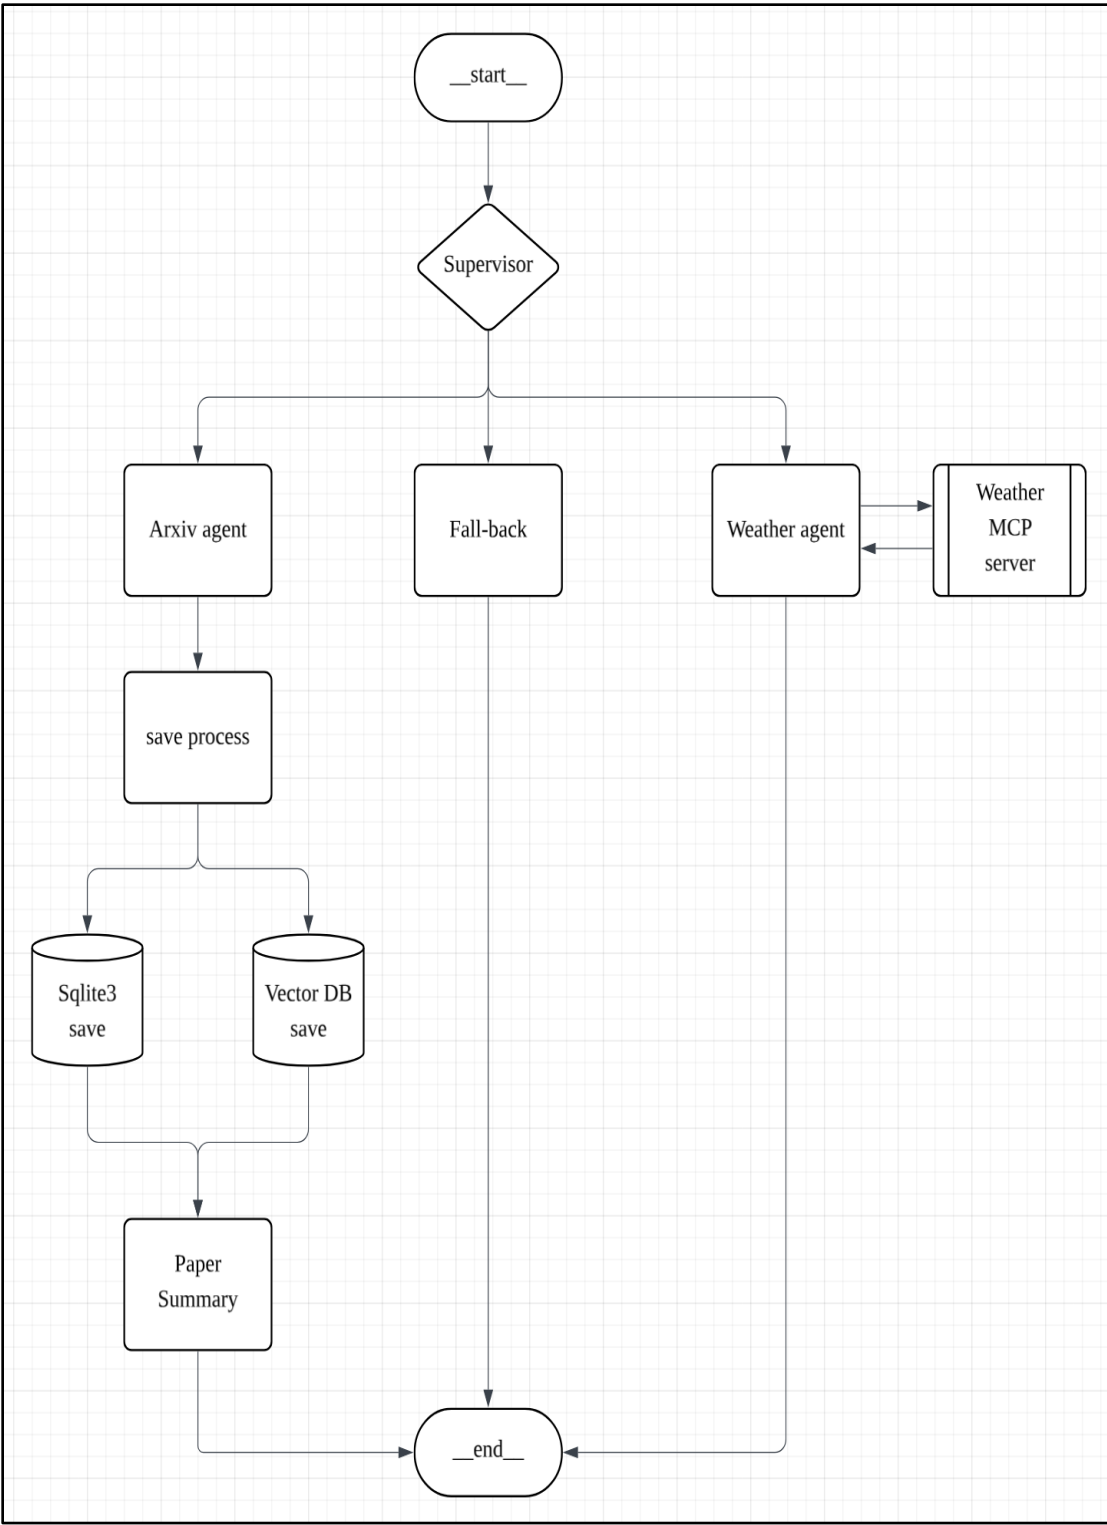 __start__
Supervisor
Arxiv agent
Fall-back
Weather agent
Weather
MCP
server
save process
Sqlite3
save
Vector DB
save
Paper
Summary
__end__